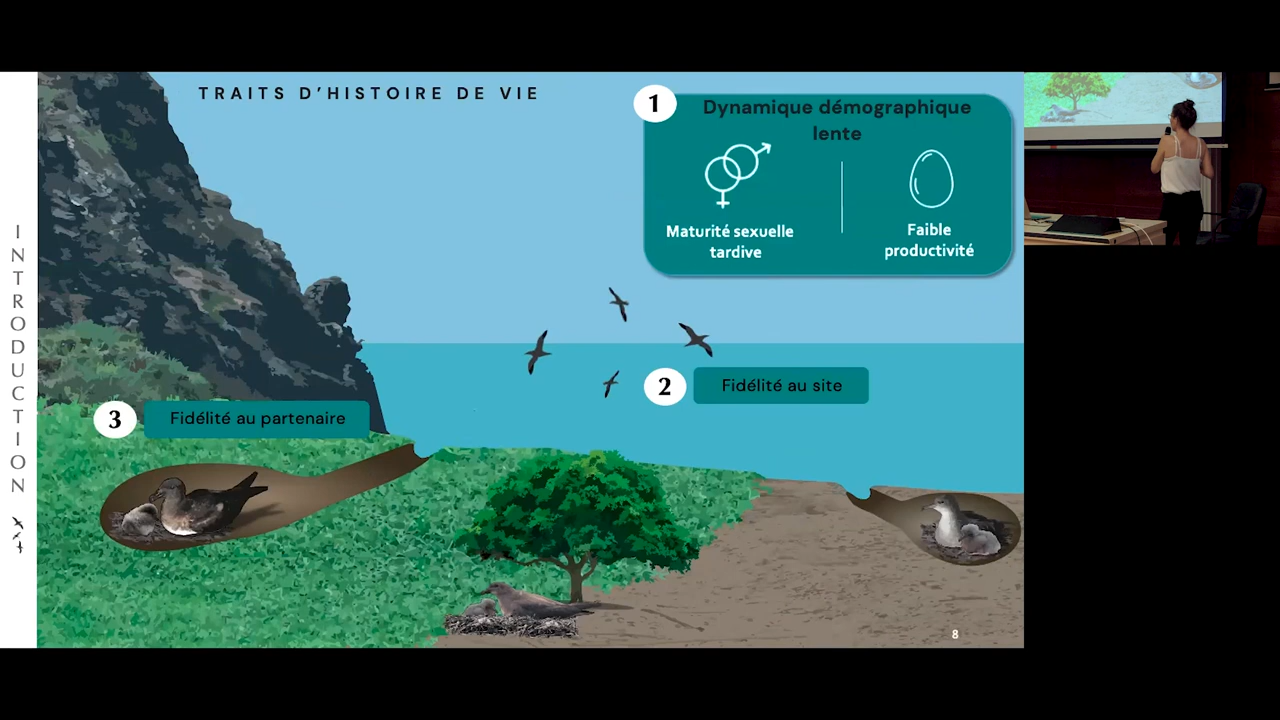 TRAITS D'HISTOIRE DE VIE
1
Dynamique démographique
lente
Maturité sexuelle
tardive
Faible
productivité
2
Fidélité au site
3
Fidélité au partenaire
INTRODUCTION
8